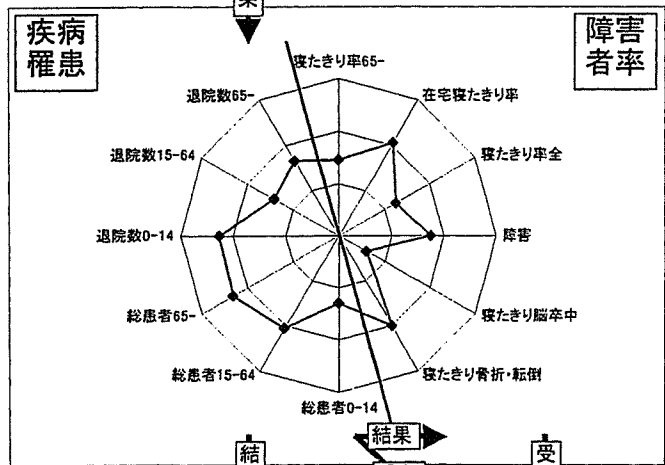 果
疾病
罹患
障害
者率
寝たきり率65-
退院数65-
在宅寝たきり率
退院数15-64
寝たきり率全
退院数0-14
障害
総患者65-
寝たきり脳卒中
総患者15-64
寝たきり骨折・転倒
総患者0-14
結果
結
受